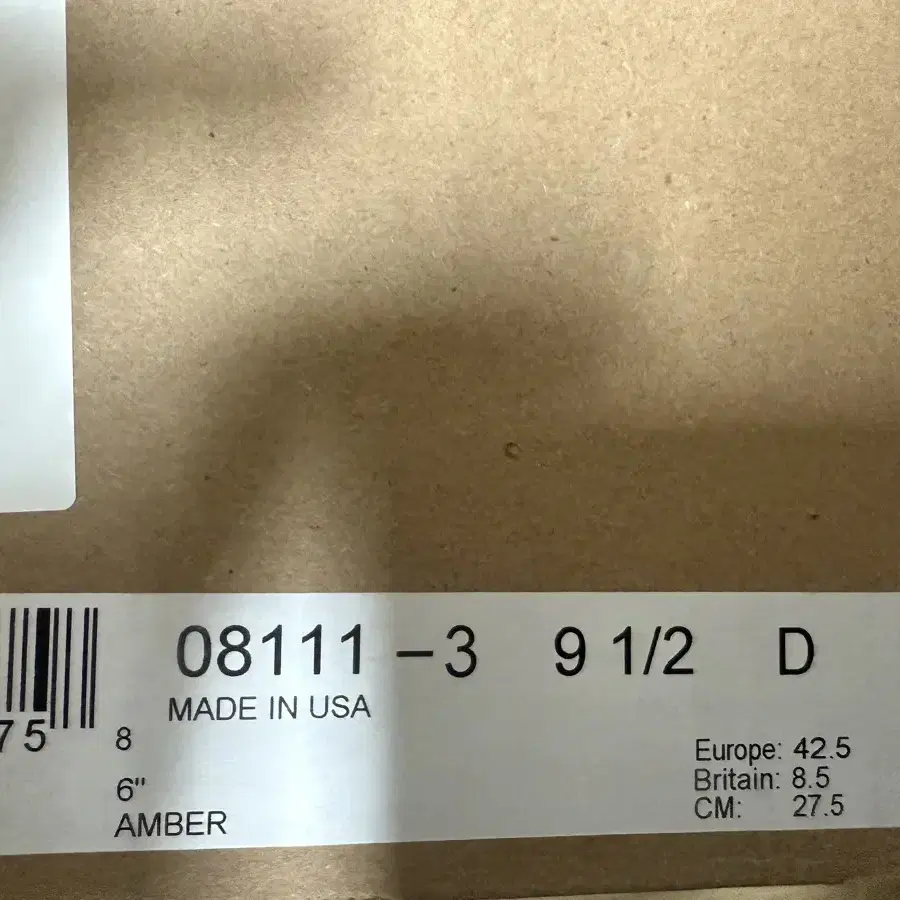 08111-3 9 1/2 D
MADE IN USA
75 8
6"
AMBER
Europe: 42.5
Britain: 8.5
CM: 27.5